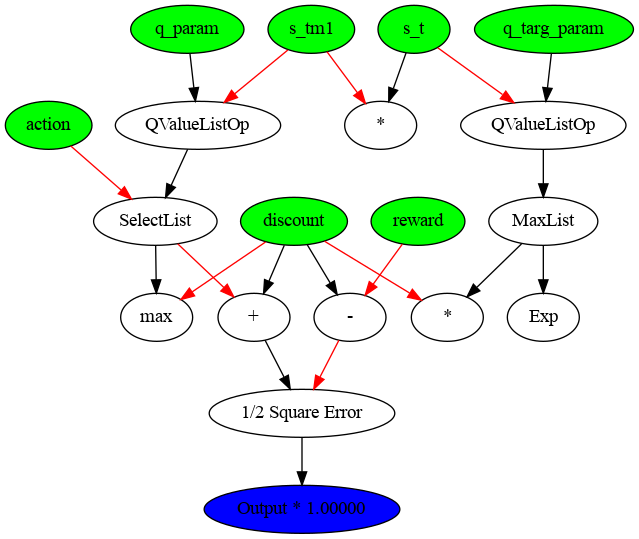 q_param
s_tm1
s_t
q_targ_param
action
QValueListOp
*
QValueListOp
SelectList
discount
reward
MaxList
max
+
-
*
Exp
1/2 Square Error
Output * 1.00000